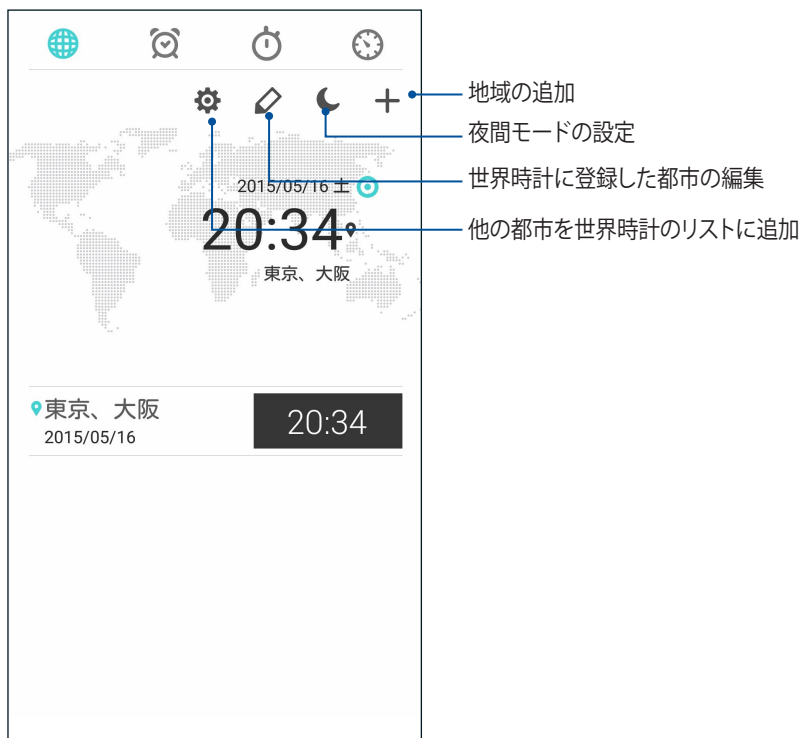 地域の追加
夜間モードの設定
世界時計に登録した都市の編集
他の都市を世界時計のリストに追加
2015/05/16 土
20:34
東京、大阪
東京、大阪
2015/05/16
20:34